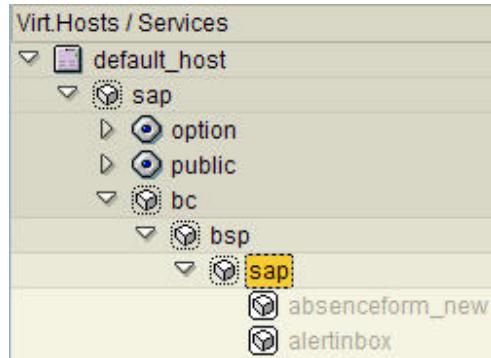 Virt.Hosts / Services
default_host
sap
option
public
bc
bsp
sap
absenceform_new
alertinbox